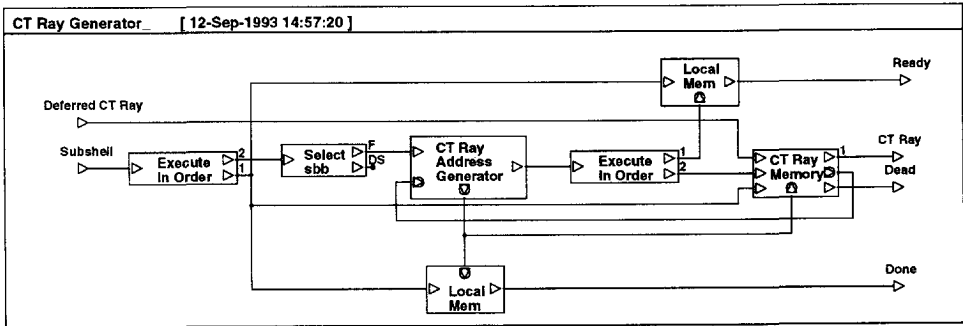 CT Ray Generator_ [ 12-Sep-1993 14:57:20 ]
Ready
Local
Mem
Deferred CT Ray
Subshell
Execute
In Order
2
1
Select
sbb
F
DS
CT Ray
Address
Generator
Execute
In Order
1
2
CT Ray
Memory
1
CT Ray
Dead
Local
Mem
Done